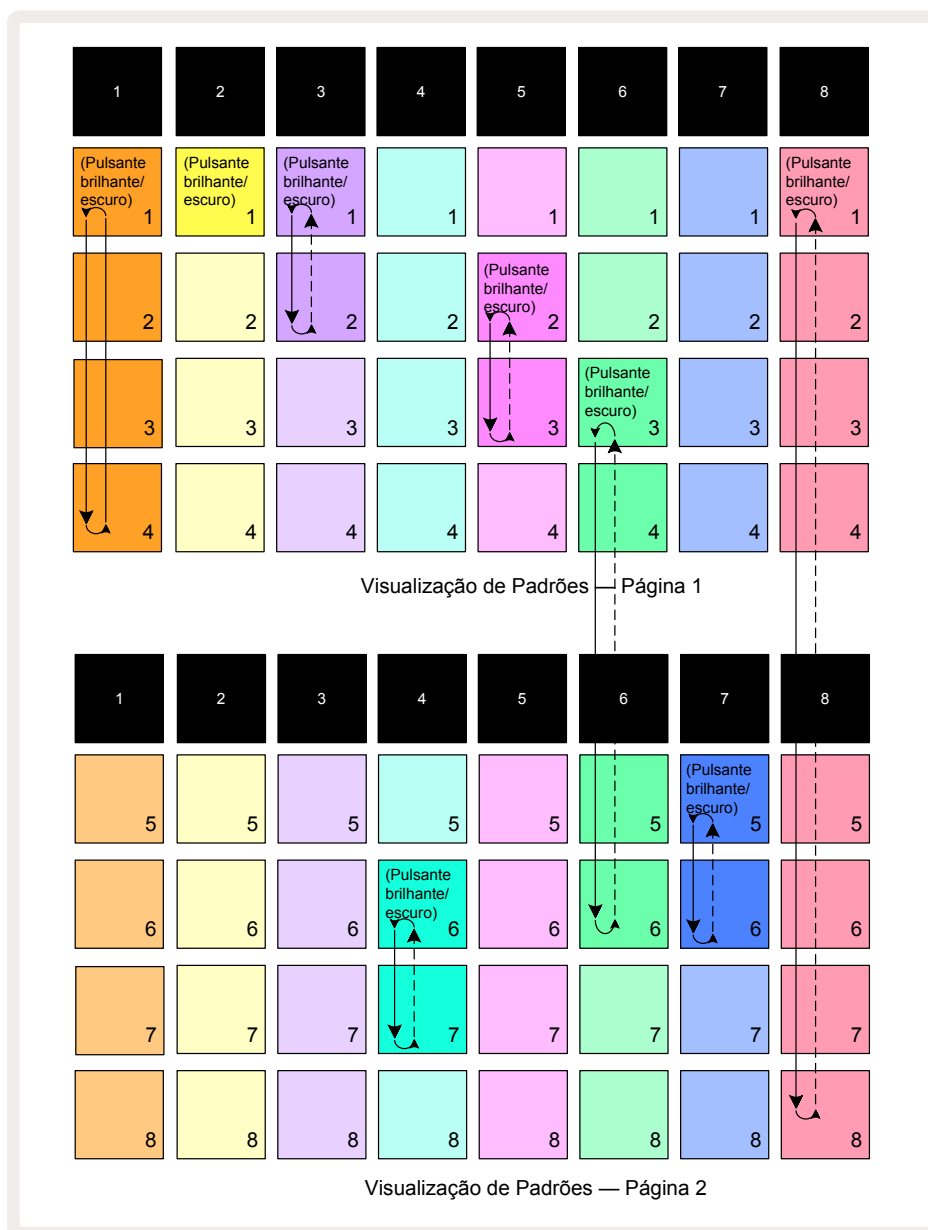 1 2 3 4 5 6 7 8
(Pulsante (Pulsante (Pulsante (Pulsante
brilhante/ brilhante/ brilhante/ brilhante/
escuro) escuro) escuro) escuro)
1 1 1 1 1 1 1 1
(Pulsante
brilhante/
escuro)
2 2 2 2 2 2 2 2
(Pulsante
brilhante/
escuro)
3 3 3 3 3 3 3 3
4 4 4 4 4 4 4 4
Visualização de Padrões — Página 1
1 2 3 4 5 6 7 8
(Pulsante
brilhante/
escuro)
5 5 5 5 5 5 5 5
(Pulsante
brilhante/
escuro)
6 6 6 6 6 6 6 6
7 7 7 7 7 7 7 7
8 8 8 8 8 8 8 8
Visualização de Padrões — Página 2